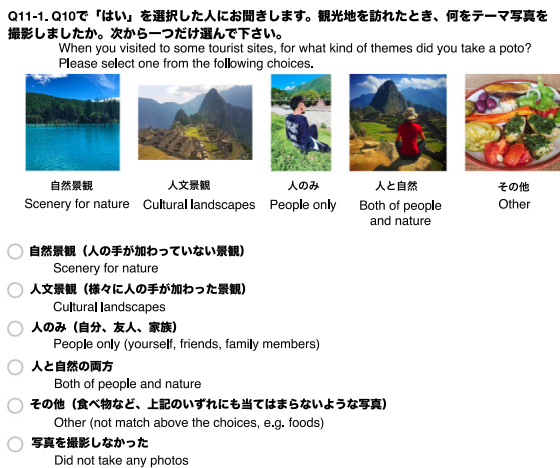 Q11-1. Q10で「はい」を選択した人にお聞きします。観光地を訪れたとき、何をテーマ写真を
撮影しましたか。次から一つだけ選んで下さい。
When you visited to some tourist sites, for what kind of themes did you take a poto?
Please select one from the following choices.
自然景観
Scenery for nature
人文景観
Cultural landscapes
人のみ
People only
人と自然
Both of people
and nature
その他
Other
自然景観（人の手が加わっていない景観）
Scenery for nature
人文景観（様々に人の手が加わった景観）
Cultural landscapes
人のみ（自分、友人、家族）
People only (yourself, friends, family members)
人と自然の両方
Both of people and nature
その他（食べ物など、上記のいずれにも当てはまらないような写真）
Other (not match above the choices, e.g. foods)
写真を撮影しなかった
Did not take any photos